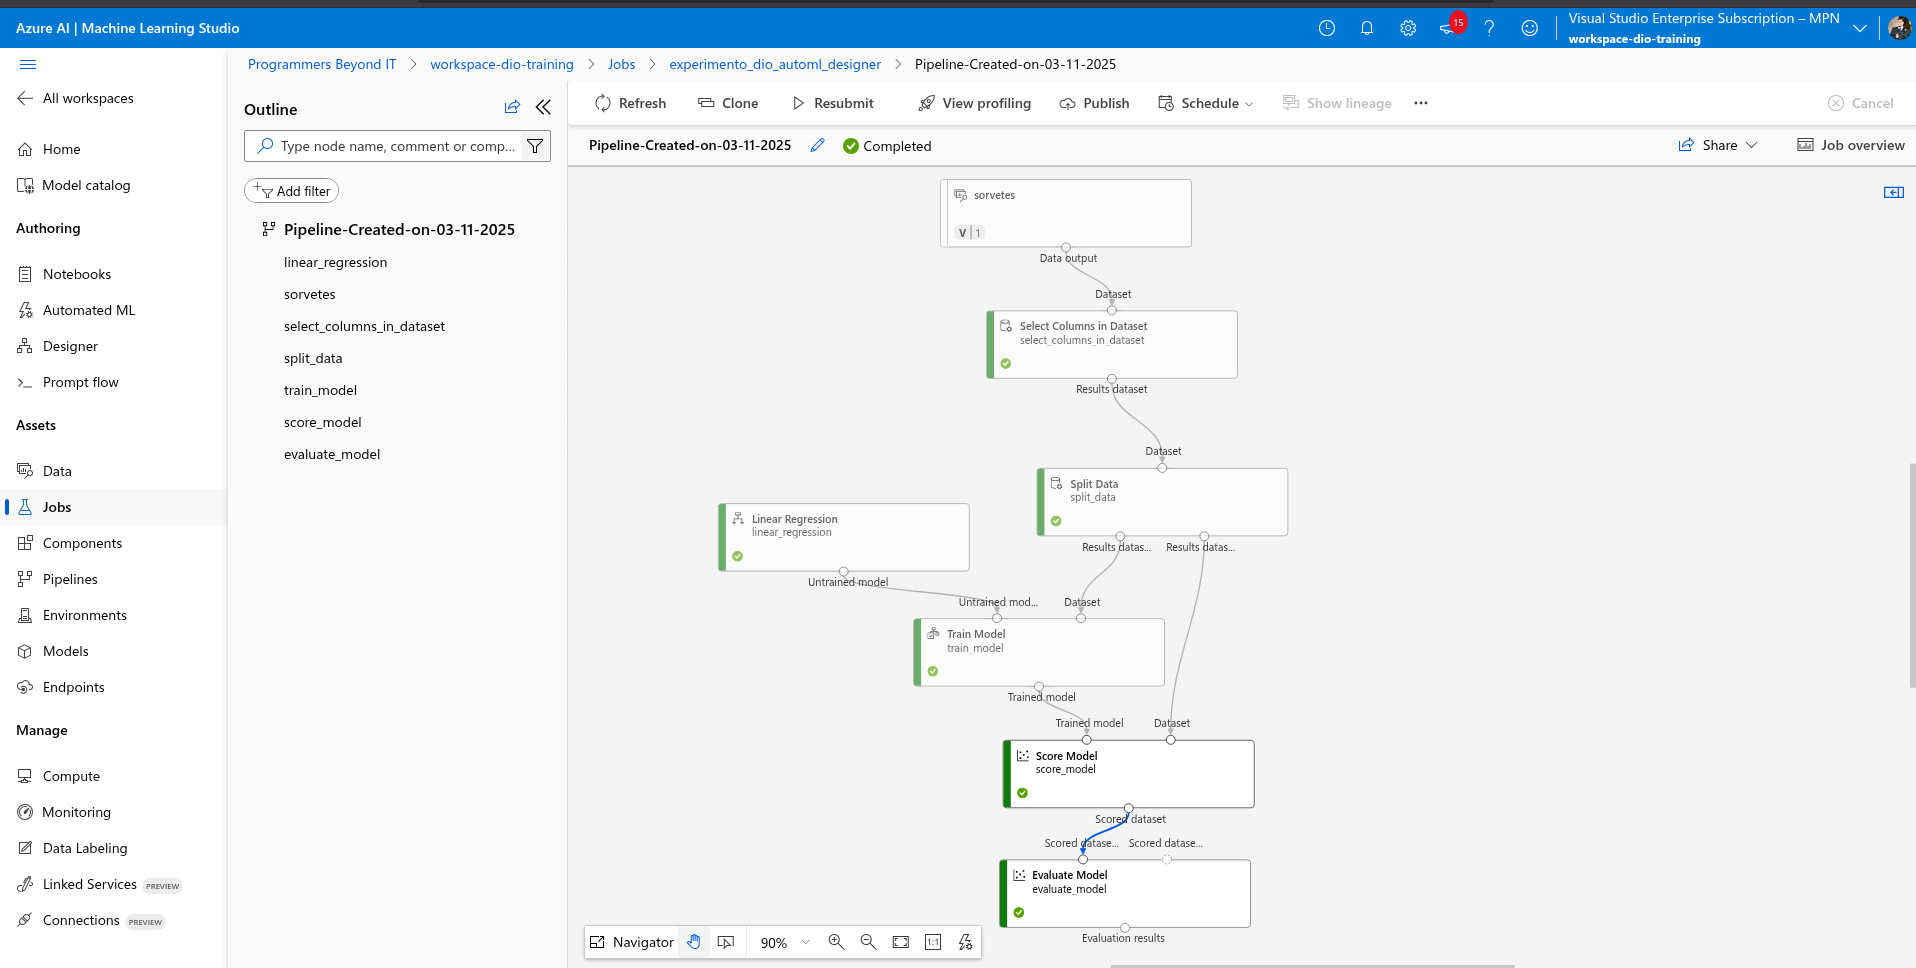 Azure AI | Machine Learning Studio
15
Visual Studio Enterprise Subscription – MPN
workspace-dio-training
Programmers Beyond IT > workspace-dio-training > Jobs > experimento_dio_automl_designer > Pipeline-Created-on-03-11-2025
All workspaces
Home
Model catalog
Authoring
Notebooks
Automated ML
Designer
Prompt flow
Assets
Data
Jobs
Components
Pipelines
Environments
Models
Endpoints
Manage
Compute
Monitoring
Data Labeling
Linked Services PREVIEW
Connections PREVIEW
Outline
Type node name, comment or comp...
Add filter
Pipeline-Created-on-03-11-2025
linear_regression
sorvetes
select_columns_in_dataset
split_data
train_model
score_model
evaluate_model
Refresh
Clone
Resubmit
View profiling
Publish
Schedule
Show lineage
Cancel
Pipeline-Created-on-03-11-2025
Completed
Share
Job overview
sorvetes
V | 1
Data output
Dataset
Select Columns in Dataset
select_columns_in_dataset
Results dataset
Dataset
Split Data
split_data
Results datas...
Results datas...
Linear Regression
linear_regression
Untrained model
Untrained mod...
Dataset
Train Model
train_model
Trained model
Trained model
Dataset
Score Model
score_model
Scored dataset
Scored datase...
Scored datase...
Evaluate Model
evaluate_model
Evaluation results
Navigator
90%
1:1